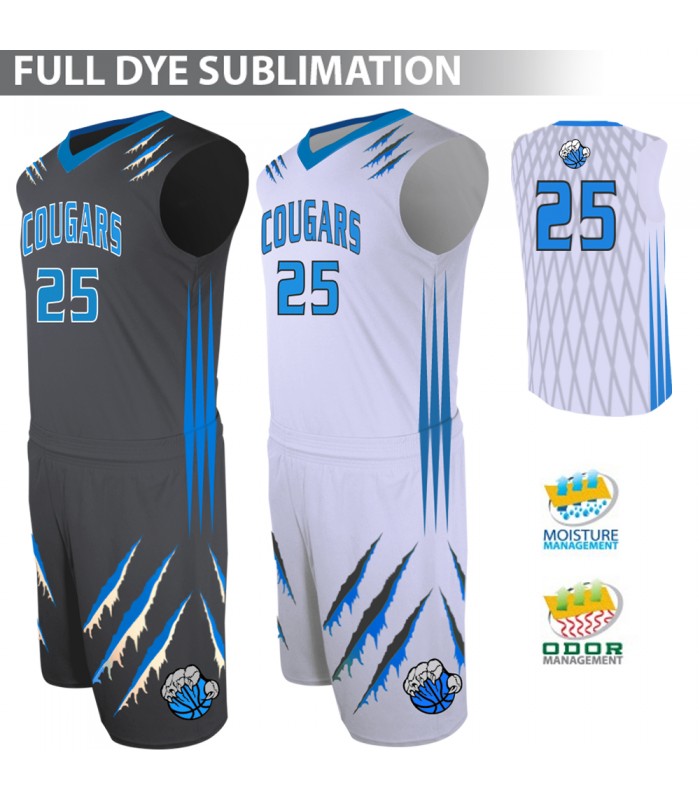 FULL DYE SUBLIMATION
COUGARS
25
COUGARS
25
25
MOISTURE
MANAGEMENT
ODOR
MANAGEMENT